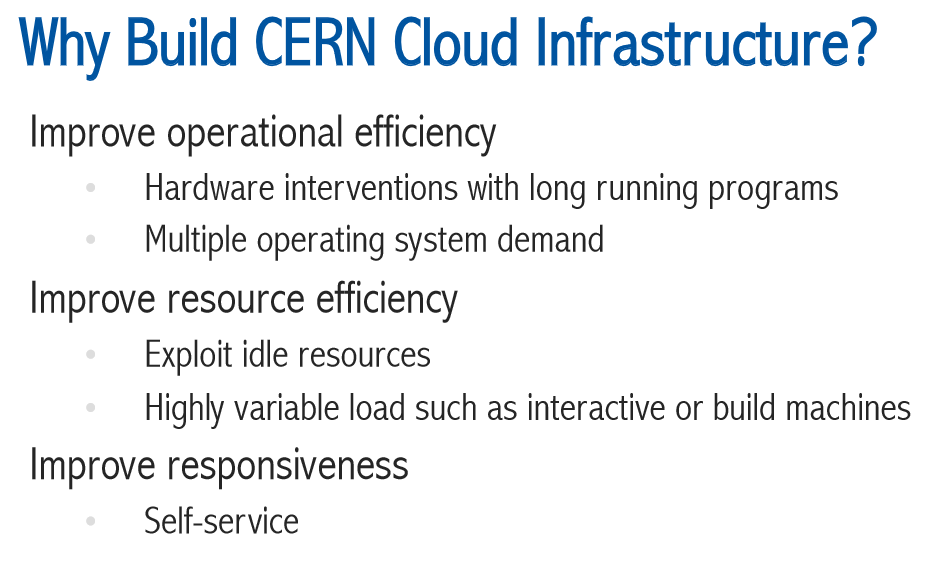 Why Build CERN Cloud Infrastructure?
Improve operational efficiency
• Hardware interventions with long running programs
• Multiple operating system demand
Improve resource efficiency
• Exploit idle resources
• Highly variable load such as interactive or build machines
Improve responsiveness
• Self-service